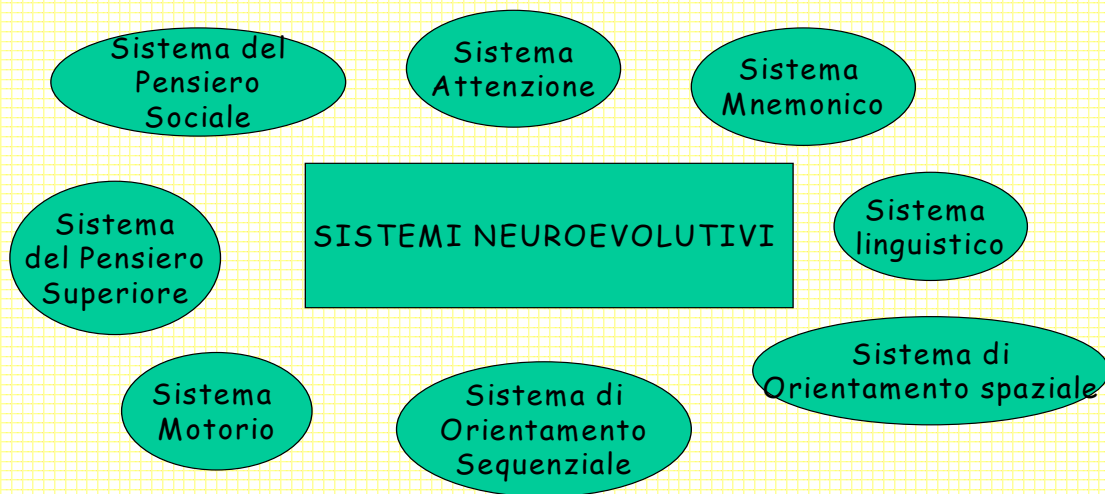 Sistema del
Pensiero
Sociale
Sistema
Attenzione
Sistema
Mnemonico
Sistema
del Pensiero
Superiore
SISTEMI NEUROEVOLUTIVI
Sistema
linguistico
Sistema
Motorio
Sistema di
Orientamento
Sequenziale
Sistema di
Orientamento spaziale